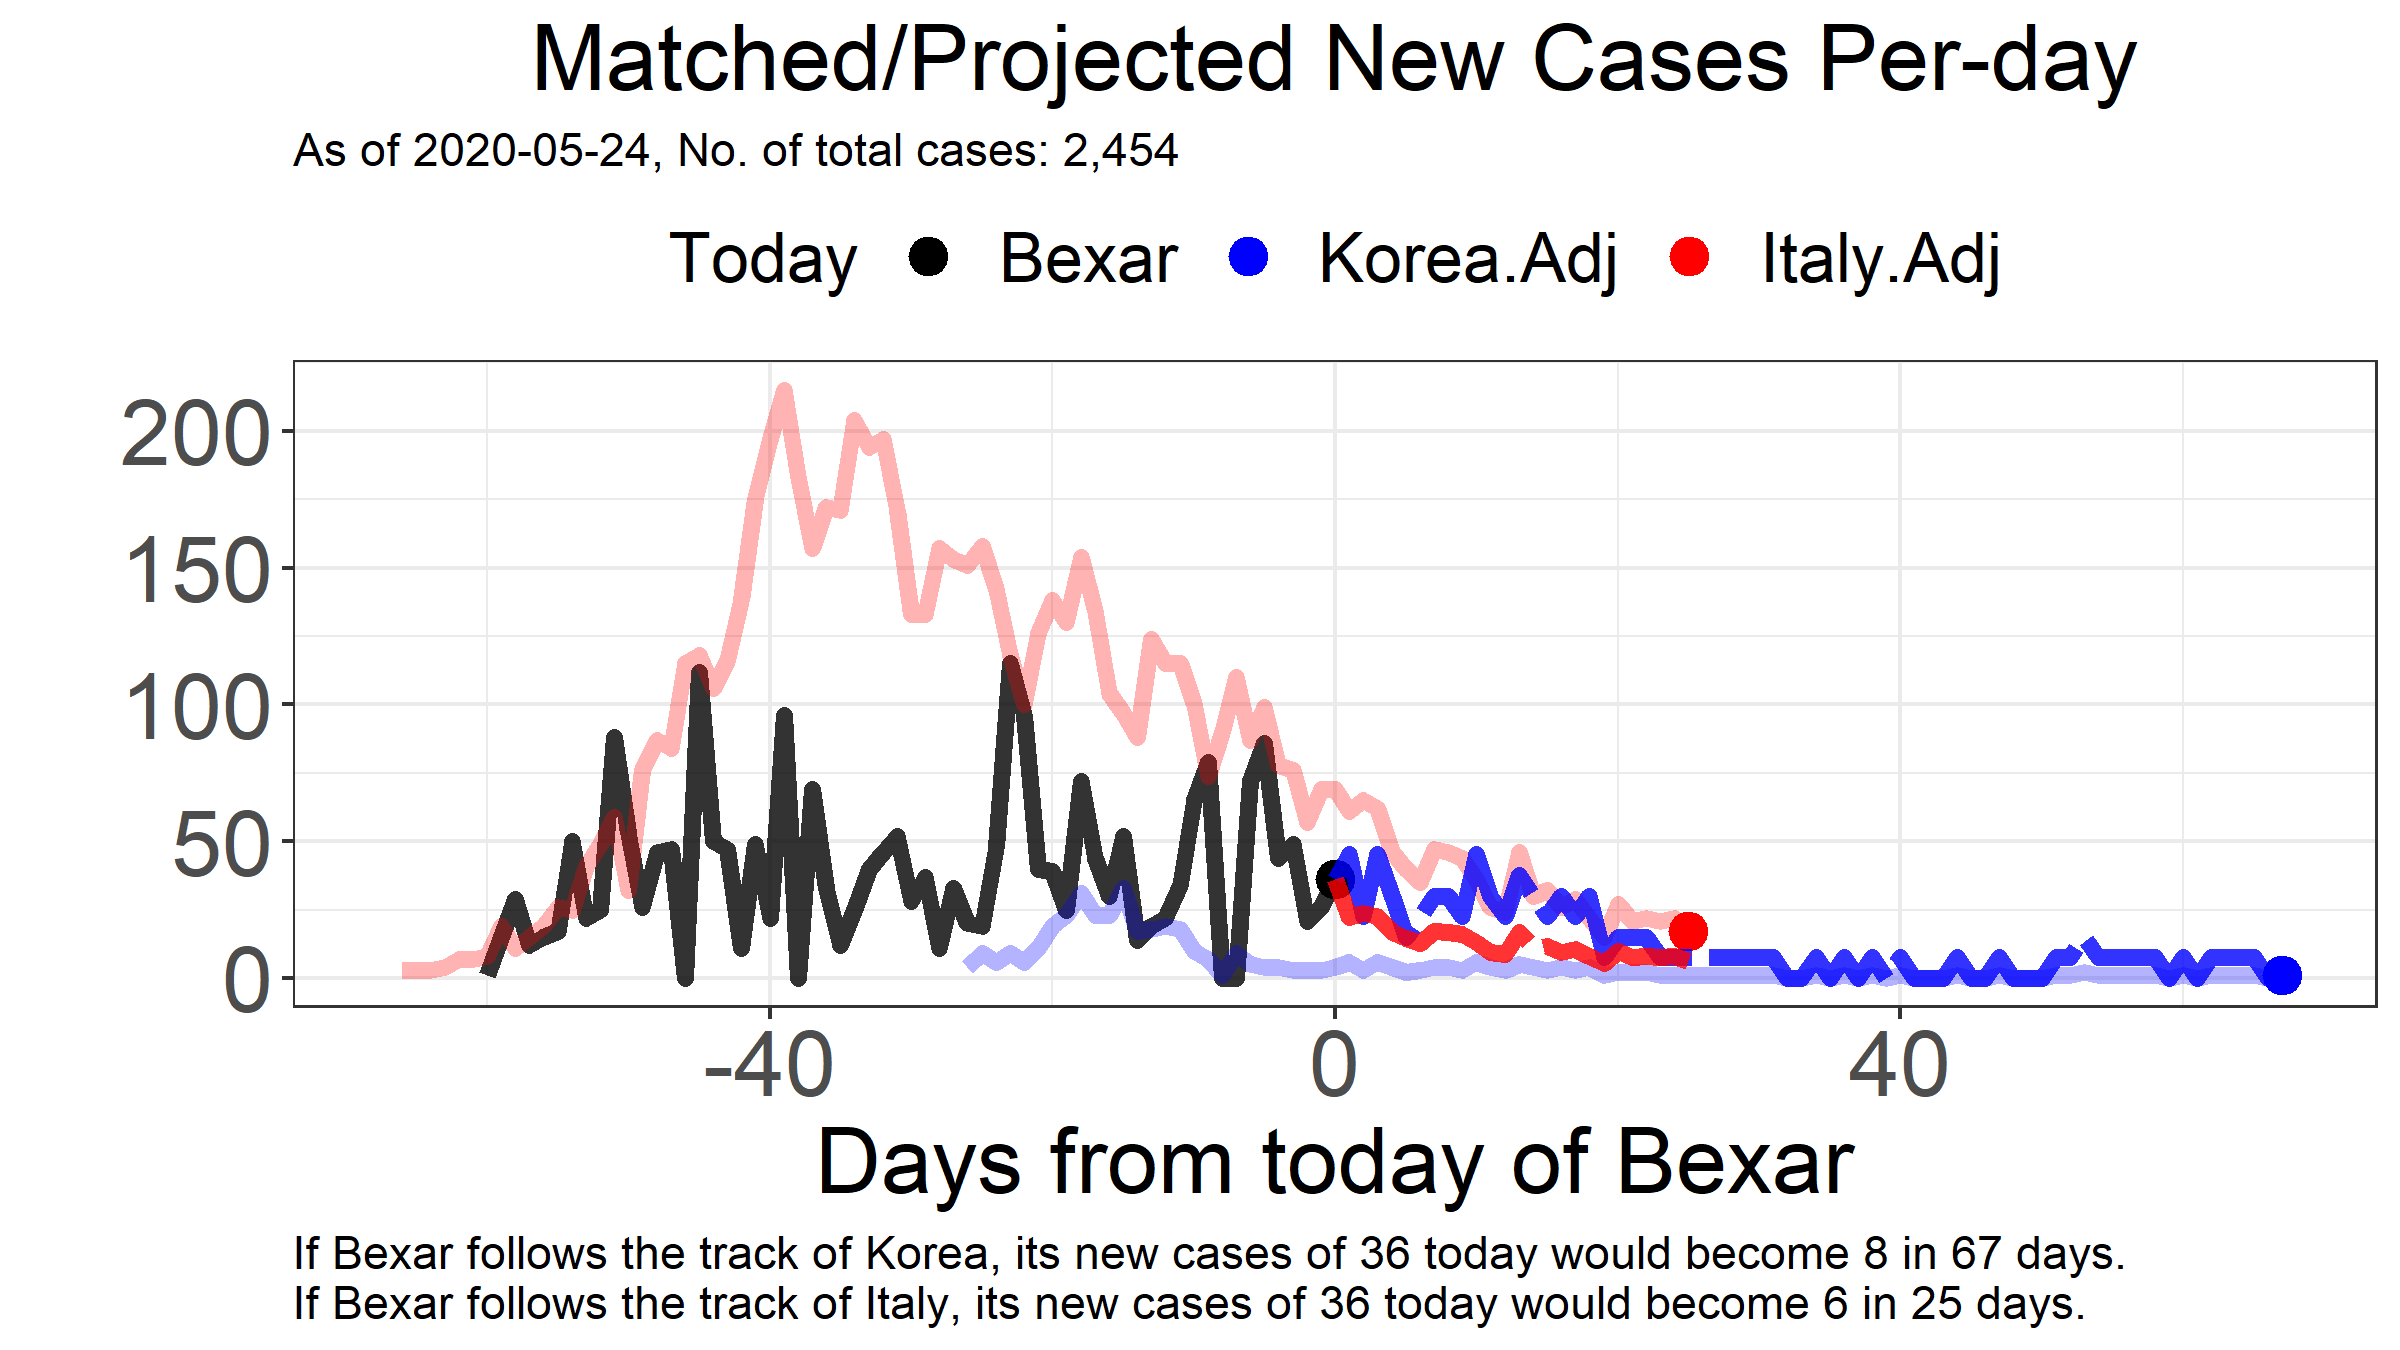 Matched/Projected New Cases Per-day
As of 2020-05-24, No. of total cases: 2,454
Today Bexar Korea.Adj Italy.Adj
200
150
100
50
0
-40 0 40
Days from today of Bexar
If Bexar follows the track of Korea, its new cases of 36 today would become 8 in 67 days.
If Bexar follows the track of Italy, its new cases of 36 today would become 6 in 25 days.